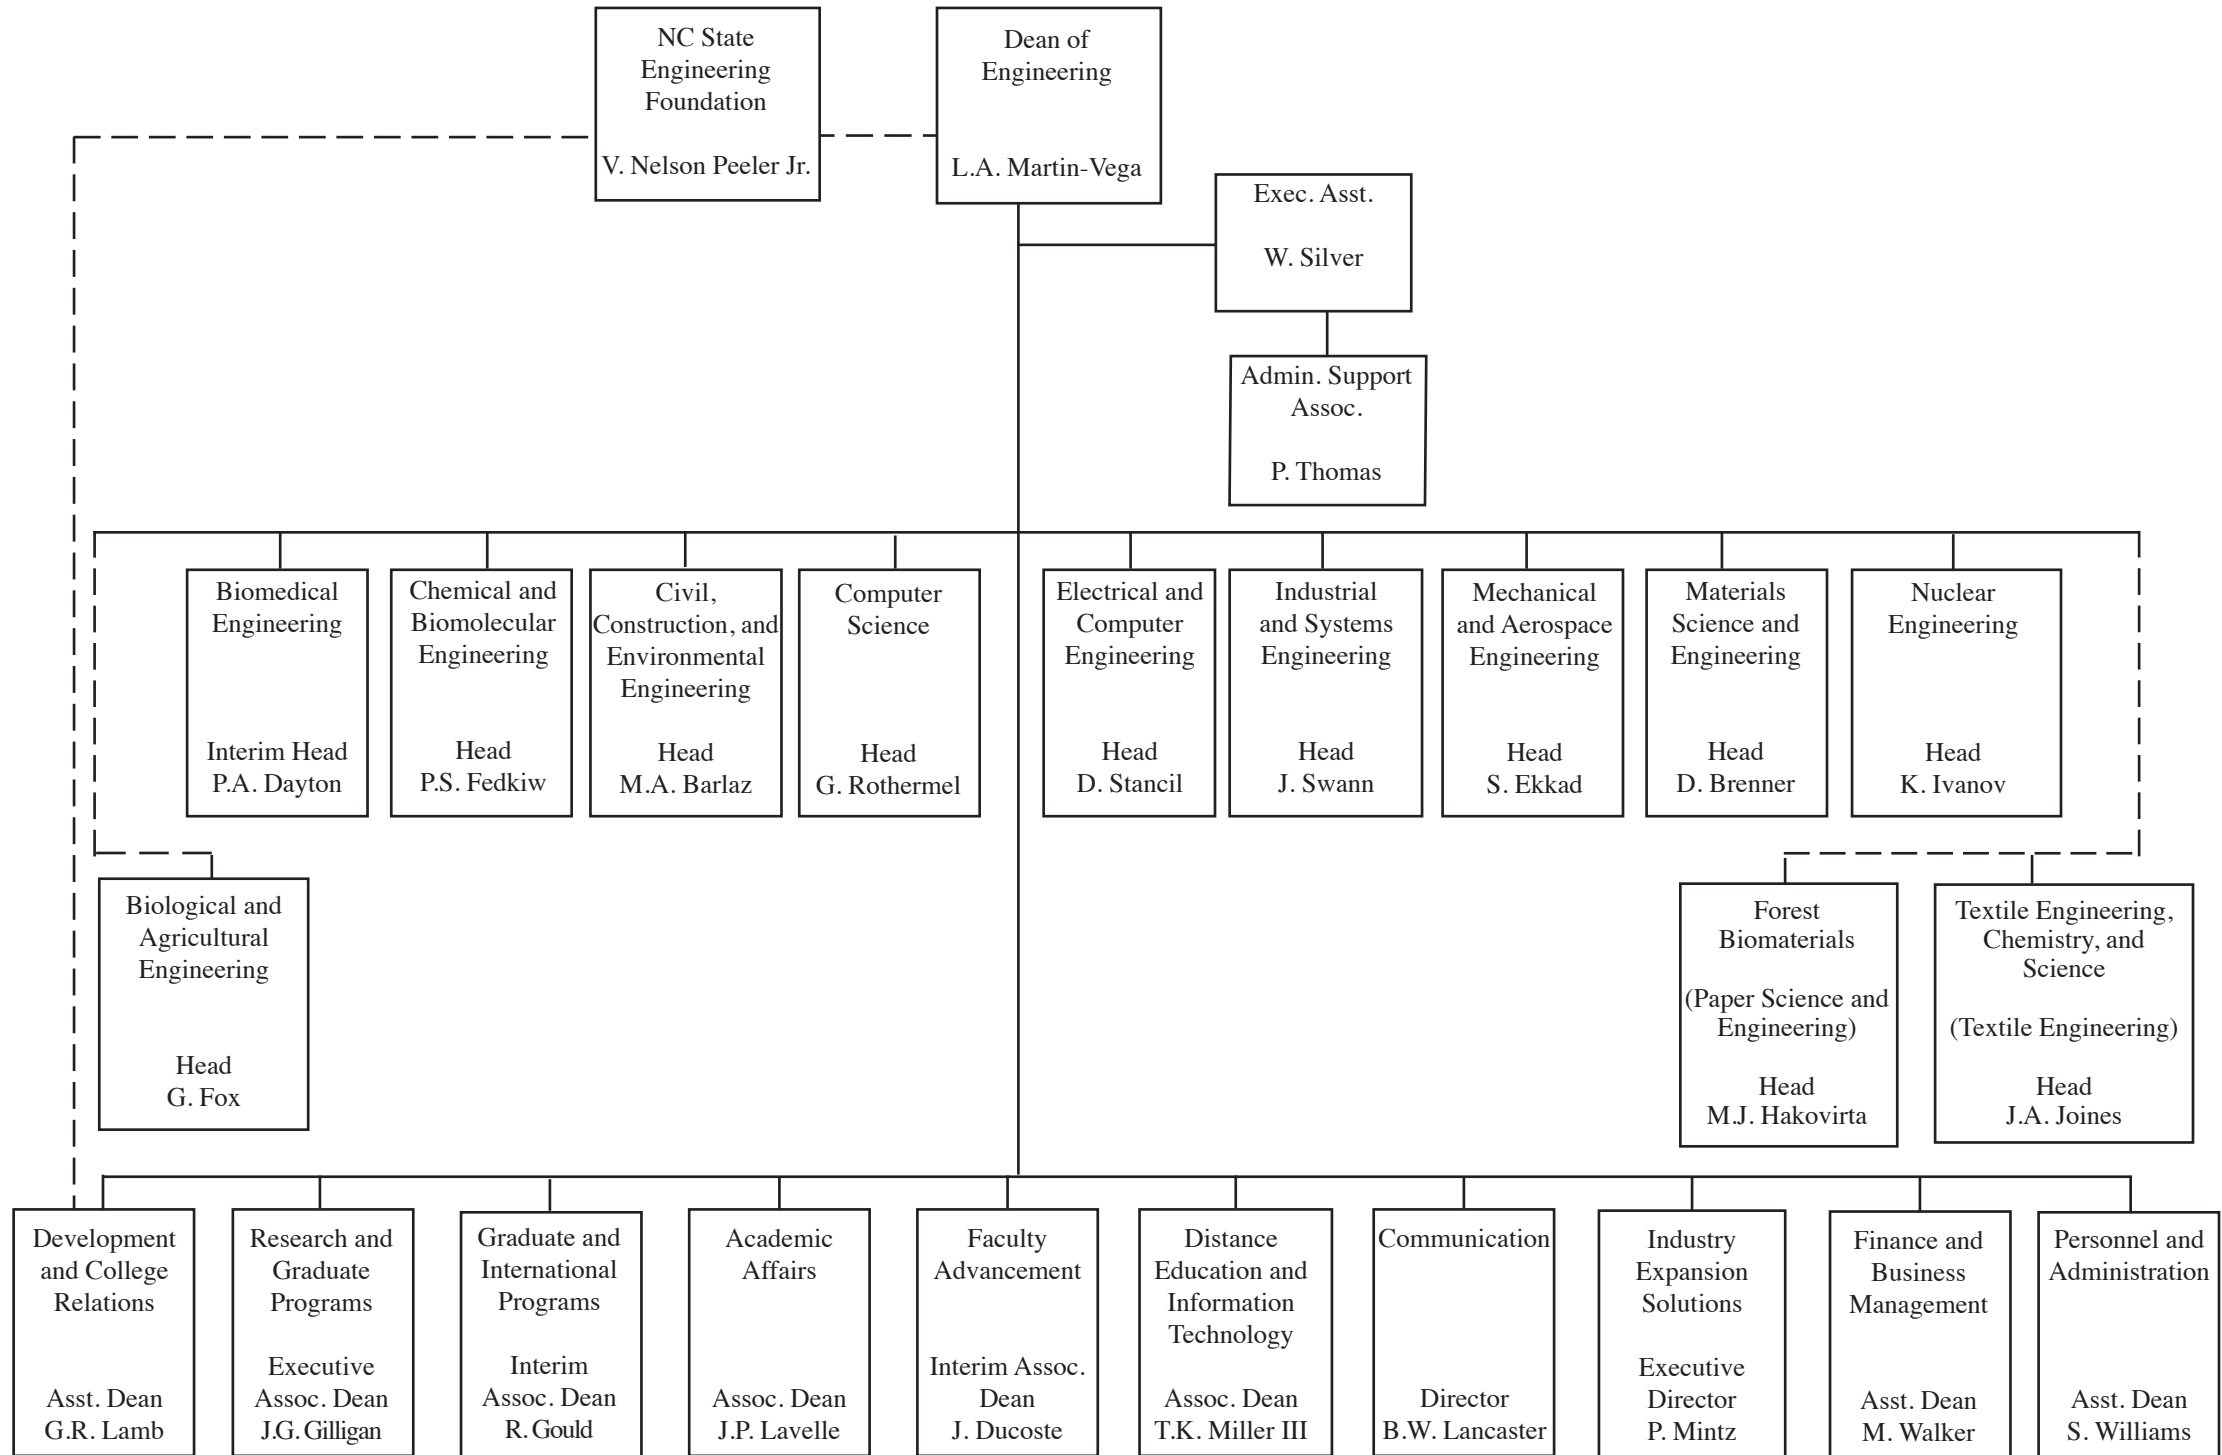 NC State
Engineering
Foundation
V. Nelson Peeler Jr.
Dean of
Engineering
L.A. Martin-Vega
Exec. Asst.
W. Silver
Admin. Support
Assoc.
P. Thomas
Biomedical
Engineering
Interim Head
P.A. Dayton
Chemical and
Biomolecular
Engineering
Head
P.S. Fedkiw
Civil,
Construction, and
Environmental
Engineering
Head
M.A. Barlaz
Computer
Science
Head
G. Rothermel
Electrical and
Computer
Engineering
Head
D. Stancil
Industrial
and Systems
Engineering
Head
J. Swann
Mechanical
and Aerospace
Engineering
Head
S. Ekkad
Materials
Science and
Engineering
Head
D. Brenner
Nuclear
Engineering
Head
K. Ivanov
Biological and
Agricultural
Engineering
Head
G. Fox
Forest
Biomaterials
(Paper Science and
Engineering)
Head
M.J. Hakovirta
Textile Engineering,
Chemistry, and
Science
(Textile Engineering)
Head
J.A. Joines
Development
and College
Relations
Asst. Dean
G.R. Lamb
Research and
Graduate
Programs
Executive
Assoc. Dean
J.G. Gilligan
Graduate and
International
Programs
Interim
Assoc. Dean
R. Gould
Academic
Affairs
Assoc. Dean
J.P. Lavelle
Faculty
Advancement
Interim Assoc.
Dean
J. Ducoste
Distance
Education and
Information
Technology
Assoc. Dean
T.K. Miller III
Communication
Director
B.W. Lancaster
Industry
Expansion
Solutions
Executive
Director
P. Mintz
Finance and
Business
Management
Asst. Dean
M. Walker
Personnel and
Administration
Asst. Dean
S. Williams